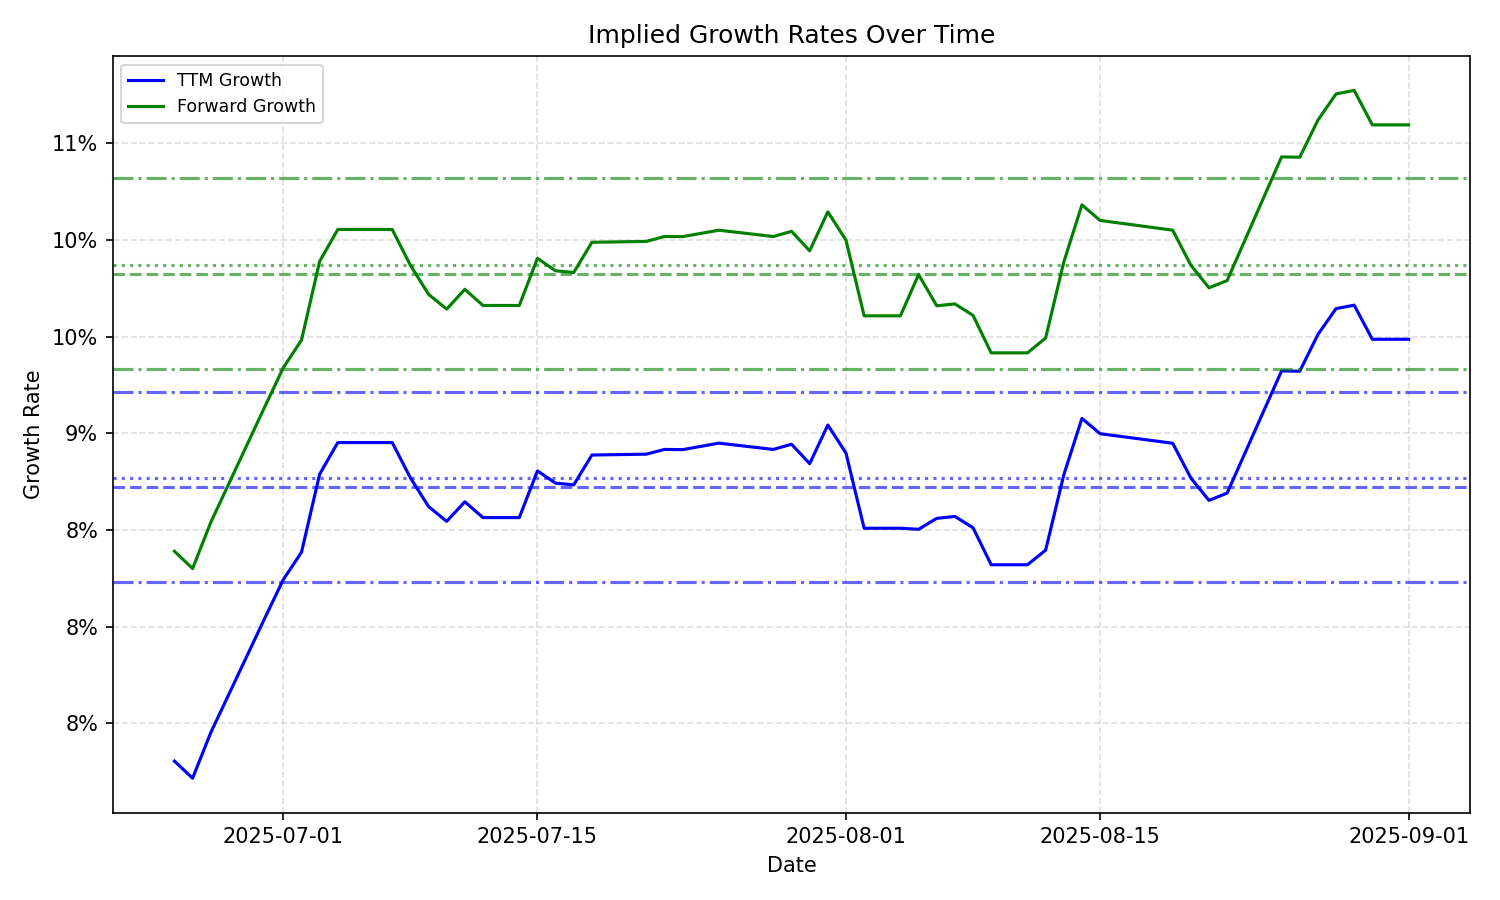 Implied Growth Rates Over Time
TTM Growth
Forward Growth
11%
10%
10%
9%
8%
8%
8%
Growth Rate
2025-07-01
2025-07-15
2025-08-01
2025-08-15
2025-09-01
Date